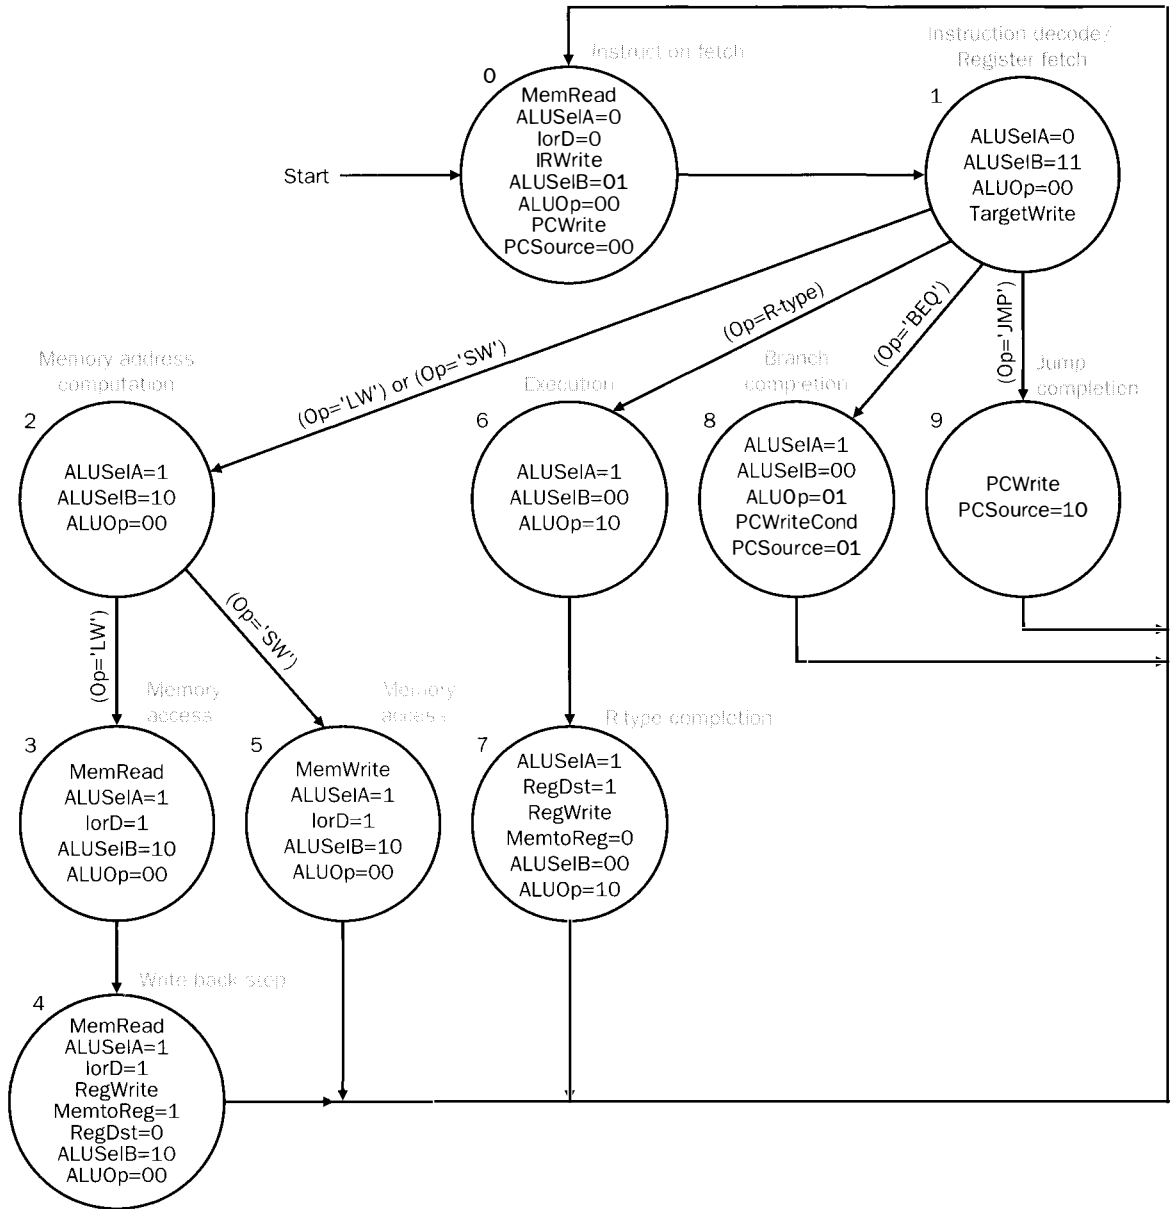 Instruction fetch
0
MemRead
ALUSelA=0
IorD=0
IRWrite
ALUSelB=01
ALUOp=00
PCWrite
PCSource=00
Start
Instruction decode/
Register fetch
1
ALUSelA=0
ALUSelB=11
ALUOp=00
TargetWrite
(Op='LW') or (Op='SW')
(Op=R-type)
(Op='BEQ')
(Op='JMP')
Memory address
computation
2
ALUSelA=1
ALUSelB=10
ALUOp=00
Execution
6
ALUSelA=1
ALUSelB=00
ALUOp=10
Branch
completion
8
ALUSelA=1
ALUSelB=00
ALUOp=01
PCWriteCond
PCSource=01
Jump
completion
9
PCWrite
PCSource=10
(Op='LW')
(Op='SW')
Memory
access
3
MemRead
ALUSelA=1
IorD=1
ALUSelB=10
ALUOp=00
Memory
access
5
MemWrite
ALUSelA=1
IorD=1
ALUSelB=10
ALUOp=00
R type completion
7
ALUSelA=1
RegDst=1
RegWrite
MemtoReg=0
ALUSelB=00
ALUOp=10
Write back step
4
MemRead
ALUSelA=1
IorD=1
RegWrite
MemtoReg=1
RegDst=0
ALUSelB=10
ALUOp=00